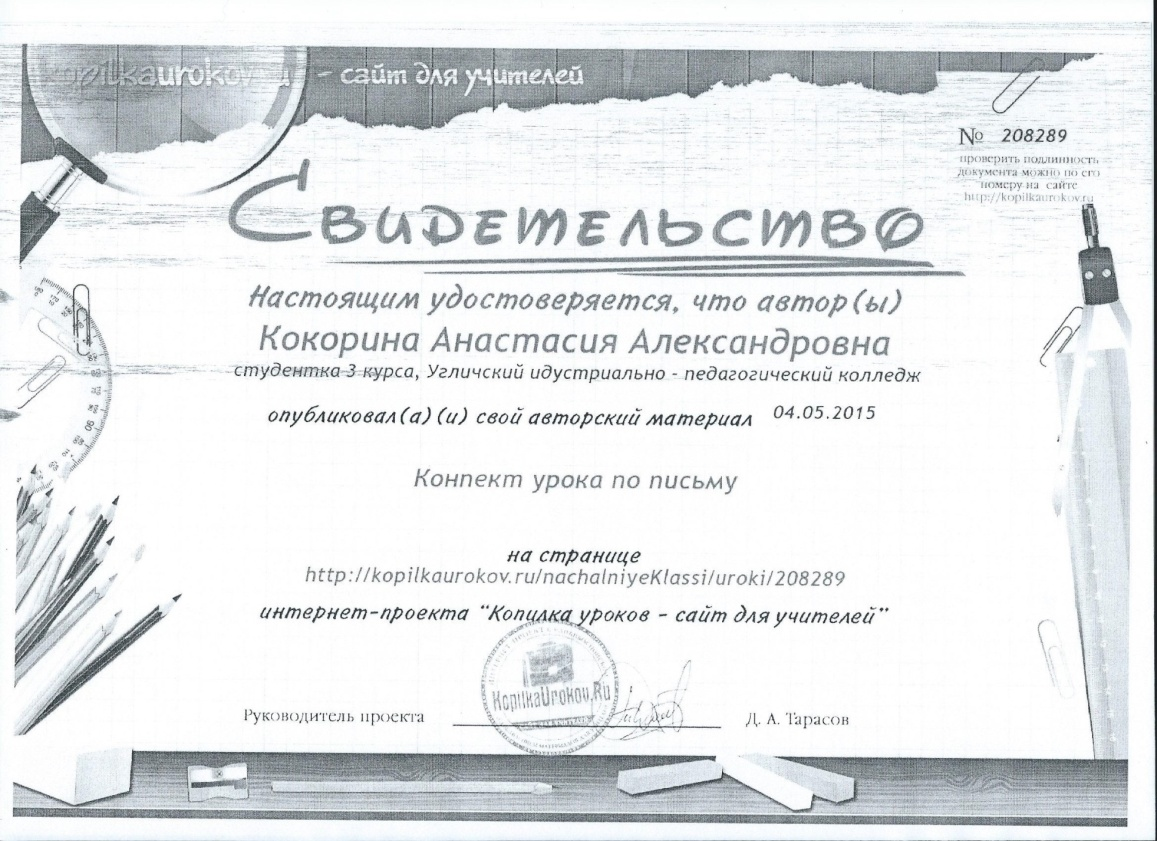 kopilkaurokov.ru - сайт для учителей
№ 208289
проверить подлинность
документа можно по его
номеру на сайте
http://kopilkaurokov.ru
Свидетельство
Настоящим удостоверяется, что автор(ы)
Кокорина Анастасия Александровна
студентка 3 курса, Угличский идустриально - педагогический колледж
опубликовал(а)(и) свой авторский материал 04.05.2015
Конпект урока по письму
на странице
http://kopilkaurokov.ru/nachalniyeKlassi/uroki/208289
интернет-проекта "Копилка уроков - сайт для учителей"
KopilkaUrokov.Ru
Руководитель проекта Д. А. Тарасов